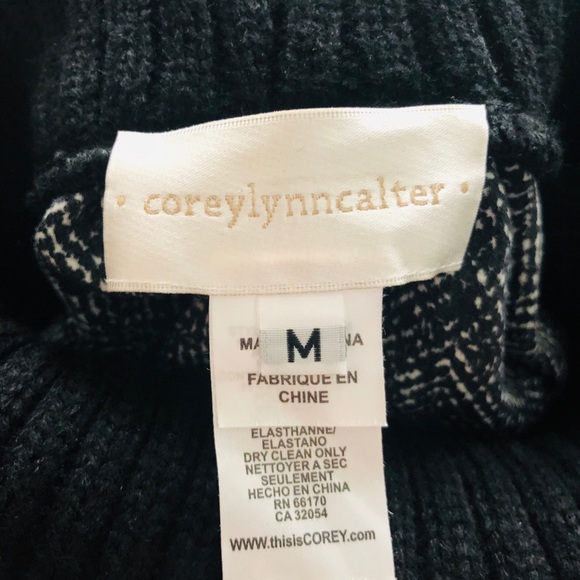 • coreylynncalter •
M
MA NA
FABRIQUE EN
CHINE
ELASTHANNE/
ELASTANO
DRY CLEAN ONLY
NETTOYER A SEC
SEULEMENT
HECHO EN CHINA
RN 66170
CA 32054
www.thisisCOREY.com